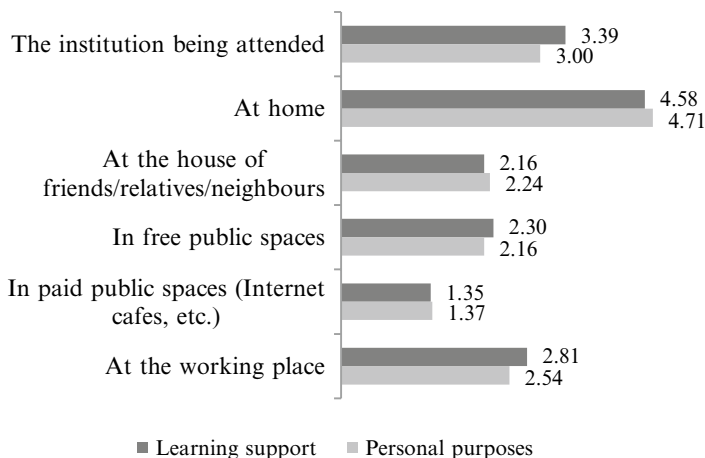 The institution being attended
3.39
3.00
At home
4.58
4.71
At the house of
friends/relatives/neighbours
2.16
2.24
In free public spaces
2.30
2.16
In paid public spaces (Internet
cafes, etc.)
1.35
1.37
At the working place
2.81
2.54
Learning support Personal purposes